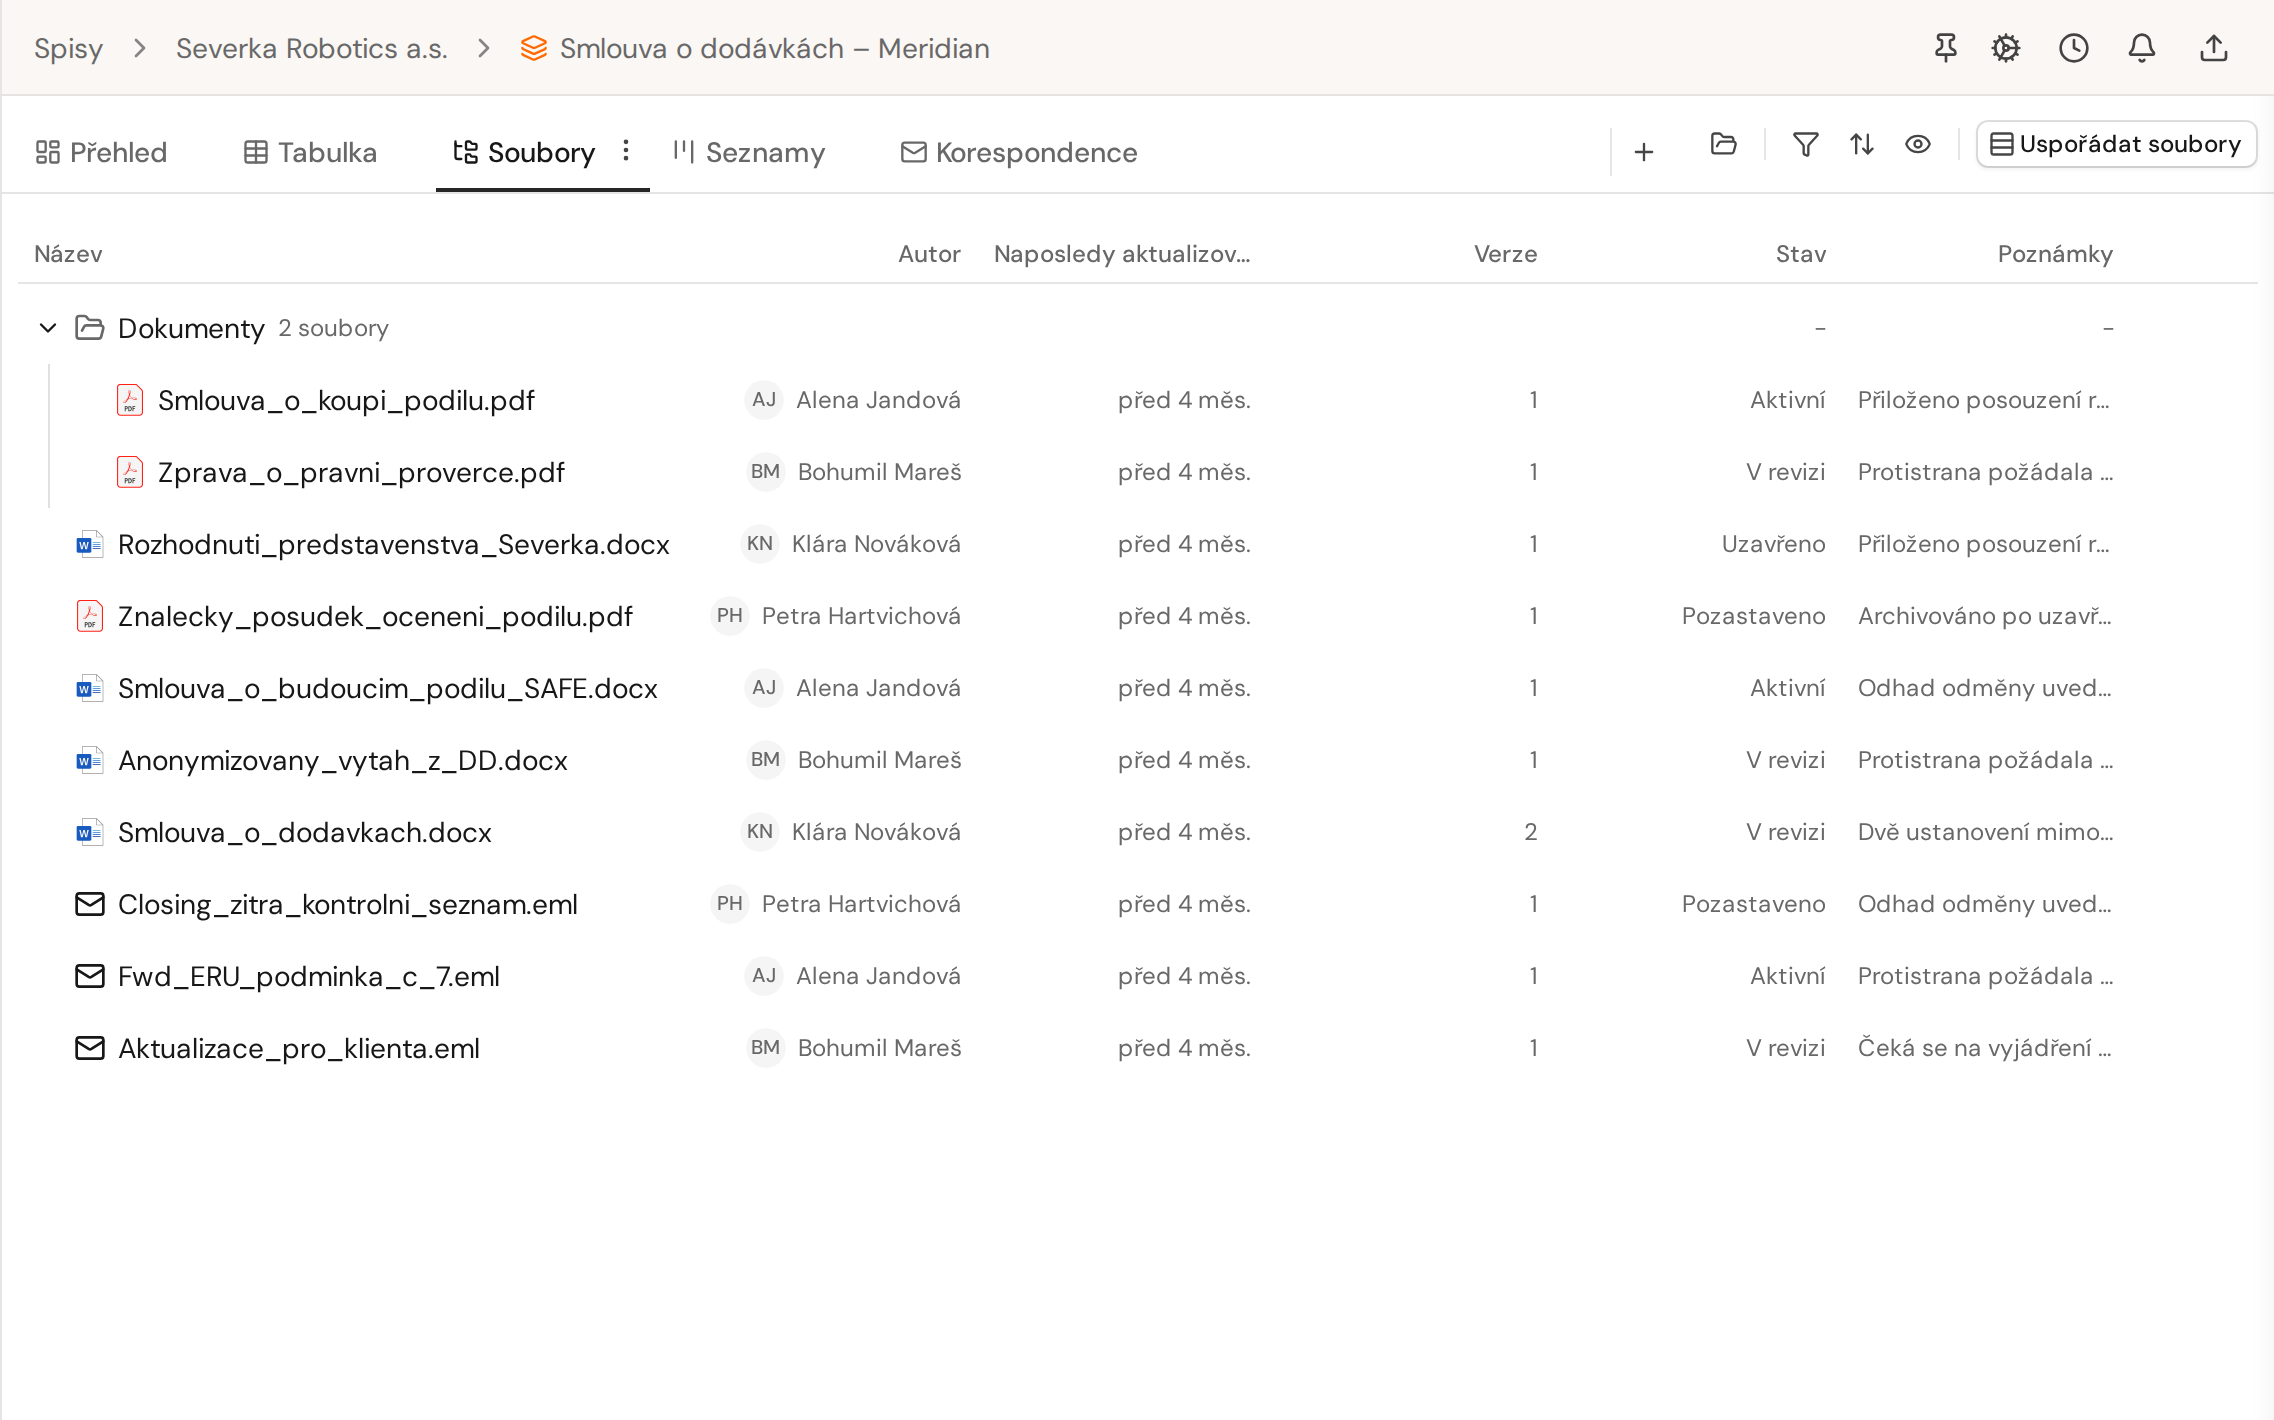 Spisy > Severka Robotics a.s. > Smlouva o dodávkách – Meridian
Přehled Tabulka Soubory Seznamy Korespondence Uspořádat soubory
Název Autor Naposledy aktualizov... Verze Stav Poznámky
Dokumenty 2 soubory – –
Smlouva_o_koupi_podilu.pdf AJ Alena Jandová před 4 měs. 1 Aktivní Přiloženo posouzení r...
Zprava_o_pravni_proverce.pdf BM Bohumil Mareš před 4 měs. 1 V revizi Protistrana požádala ...
Rozhodnuti_predstavenstva_Severka.docx KN Klára Nováková před 4 měs. 1 Uzavřeno Přiloženo posouzení r...
Znalecky_posudek_oceneni_podilu.pdf PH Petra Hartvichová před 4 měs. 1 Pozastaveno Archivováno po uzavř...
Smlouva_o_budoucim_podilu_SAFE.docx AJ Alena Jandová před 4 měs. 1 Aktivní Odhad odměny uved...
Anonymizovany_vytah_z_DD.docx BM Bohumil Mareš před 4 měs. 1 V revizi Protistrana požádala ...
Smlouva_o_dodavkach.docx KN Klára Nováková před 4 měs. 2 V revizi Dvě ustanovení mimo...
Closing_zitra_kontrolni_seznam.eml PH Petra Hartvichová před 4 měs. 1 Pozastaveno Odhad odměny uved...
Fwd_ERU_podminka_c_7.eml AJ Alena Jandová před 4 měs. 1 Aktivní Protistrana požádala ...
Aktualizace_pro_klienta.eml BM Bohumil Mareš před 4 měs. 1 V revizi Čeká se na vyjádření ...